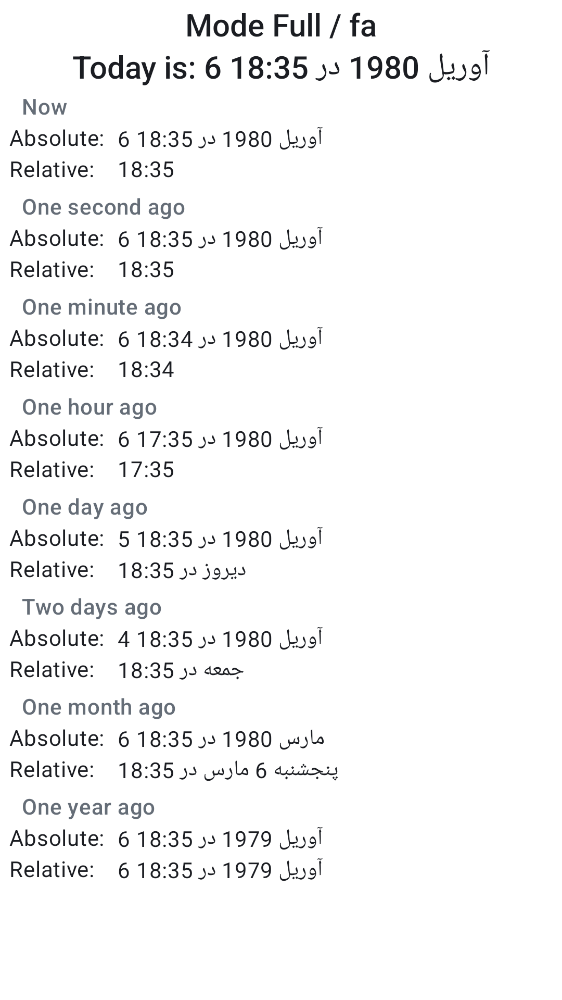 Mode Full / fa
Today is: 6 آوریل 1980 در 18:35
Now
Absolute: 6 آوریل 1980 در 18:35
Relative: 18:35
One second ago
Absolute: 6 آوریل 1980 در 18:35
Relative: 18:35
One minute ago
Absolute: 6 آوریل 1980 در 18:34
Relative: 18:34
One hour ago
Absolute: 6 آوریل 1980 در 17:35
Relative: 17:35
One day ago
Absolute: 5 آوریل 1980 در 18:35
Relative: دیروز در 18:35
Two days ago
Absolute: 4 آوریل 1980 در 18:35
Relative: جمعه در 18:35
One month ago
Absolute: 6 مارس 1980 در 18:35
Relative: پنجشنبه 6 مارس در 18:35
One year ago
Absolute: 6 آوریل 1979 در 18:35
Relative: 6 آوریل 1979 در 18:35